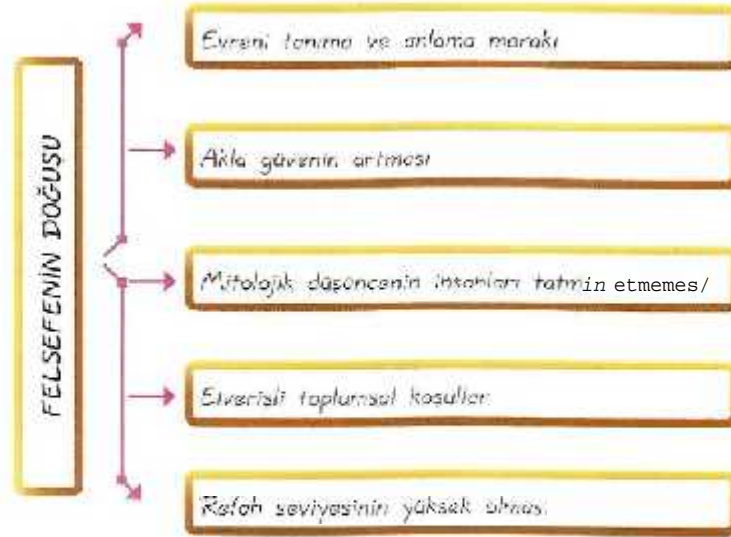 FELSEFENİN DOĞUŞU
Evreni tanıma ve anlama merakı
Akla güvenin artması
Mitolojik düşüncenin insanları tatmin etmemes/
Elverişli toplumsal koşullar
Refah seviyesinin yüksek olması